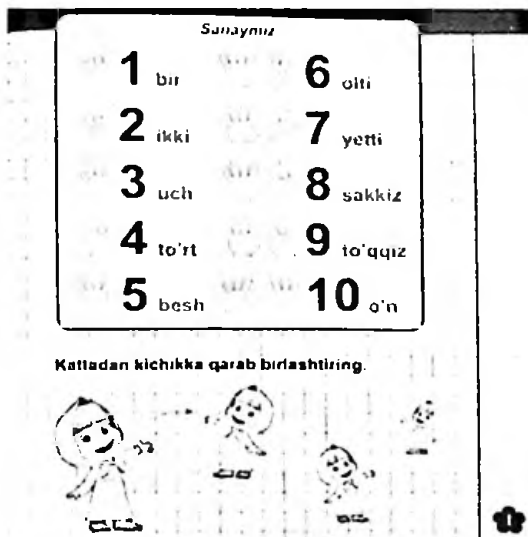 Sanaymiz
1 bir
2 ikki
3 uch
4 to'rt
5 besh
6 olti
7 yetti
8 sakkiz
9 to'qqiz
10 o'n
Kattadan kichikka qarab birlashtiring.
1